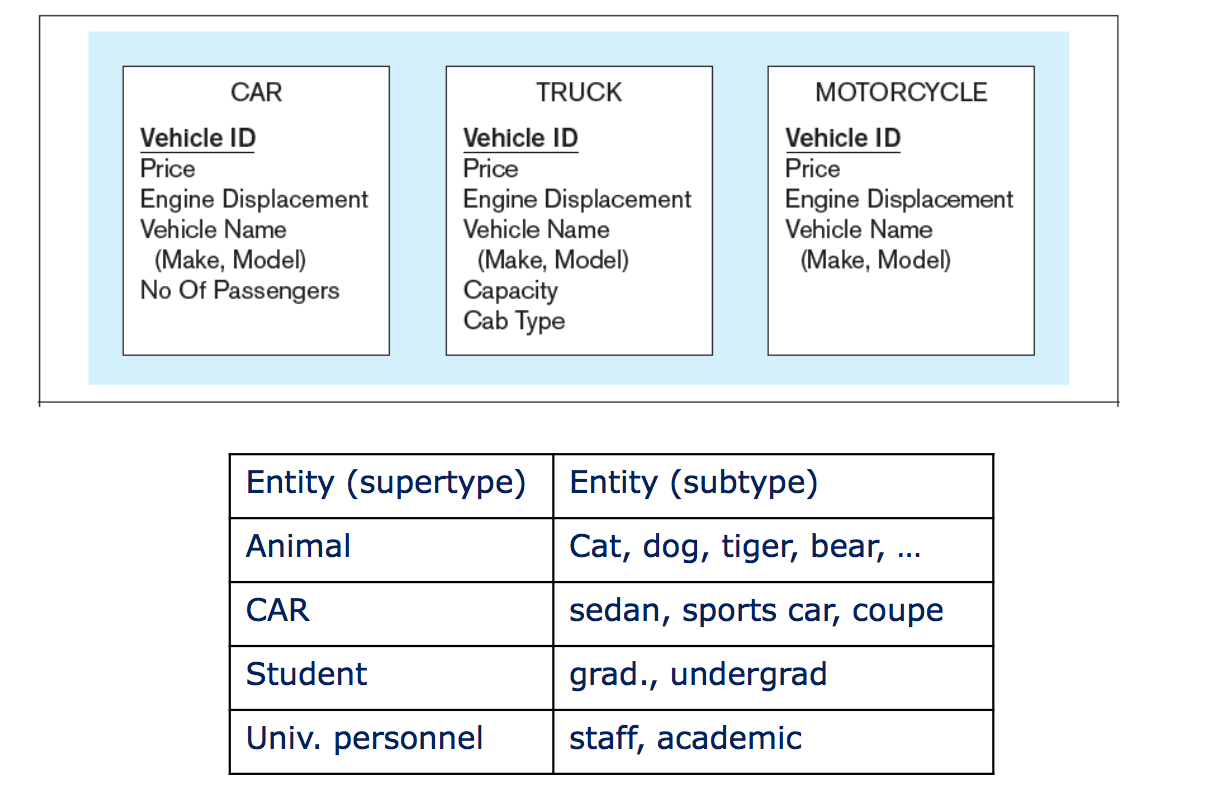 CAR
Vehicle ID
Price
Engine Displacement
Vehicle Name
(Make, Model)
No Of Passengers
TRUCK
Vehicle ID
Price
Engine Displacement
Vehicle Name
(Make, Model)
Capacity
Cab Type
MOTORCYCLE
Vehicle ID
Price
Engine Displacement
Vehicle Name
(Make, Model)
Entity (supertype) Entity (subtype)
Animal Cat, dog, tiger, bear, ...
CAR sedan, sports car, coupe
Student grad., undergrad
Univ. personnel staff, academic